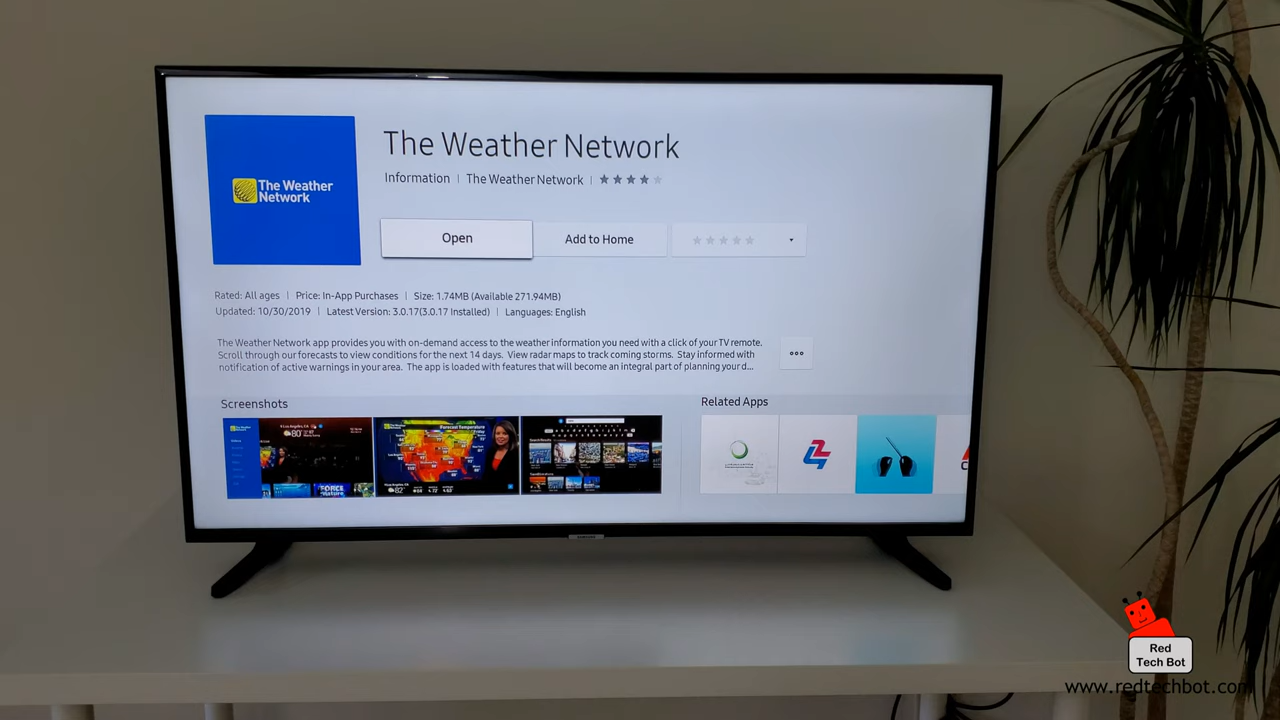 The Weather Network
Information | The Weather Network |
The Weather
Network
Open
Add to Home
Rated: All ages | Price: In-App Purchases | Size: 1.74MB (Available 271.94MB)
Updated: 10/30/2019 | Latest Version: 3.0.17(3.0.17 Installed) | Languages: English
The Weather Network app provides you with on-demand access to the weather information you need with a click of your TV remote.
Scroll through our forecasts to view conditions for the next 14 days. View radar maps to track coming storms. Stay informed with
notification of active warnings in your area. The app is loaded with features that will become an integral part of planning your d...
Screenshots
Related Apps
80°
Forecast Temperature
FORCE
82°
SAMSUNG
Red
Tech Bot
www.redtechbot.com